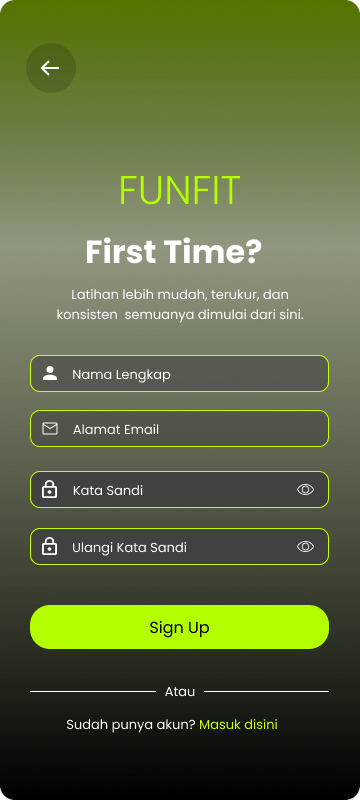 FUNFIT
First Time?
Latihan lebih mudah, terukur, dan
konsisten  semuanya dimulai dari sini.
Nama Lengkap
Alamat Email
Kata Sandi
Ulangi Kata Sandi
Sign Up
Atau
Sudah punya akun? Masuk disini